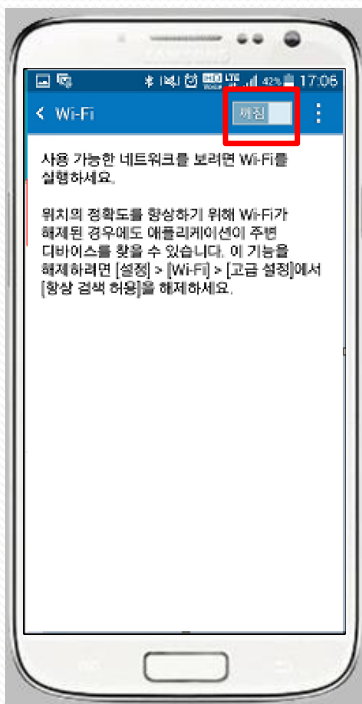 42% 17:06
Wi-Fi
꺼짐
사용 가능한 네트워크를 보려면 Wi-Fi를
실행하세요.
위치의 정확도를 향상하기 위해 Wi-Fi가
해제된 경우에도 애플리케이션이 주변
디바이스를 찾을 수 있습니다. 이 기능을
해제하려면 [설정] > [Wi-Fi] > [고급 설정]에서
[항상 검색 허용]을 해제하세요.